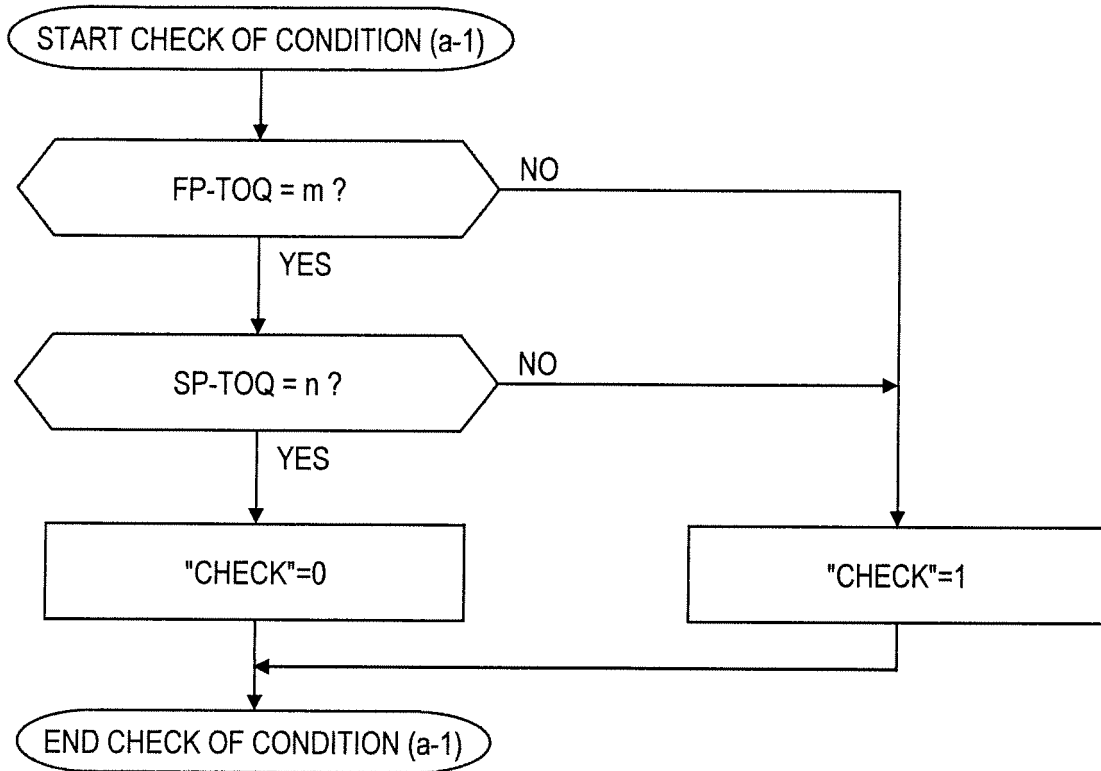 START CHECK OF CONDITION (a-1)
FP-TOQ = m ?
NO
YES
SP-TOQ = n ?
NO
YES
"CHECK"=0
"CHECK"=1
END CHECK OF CONDITION (a-1)